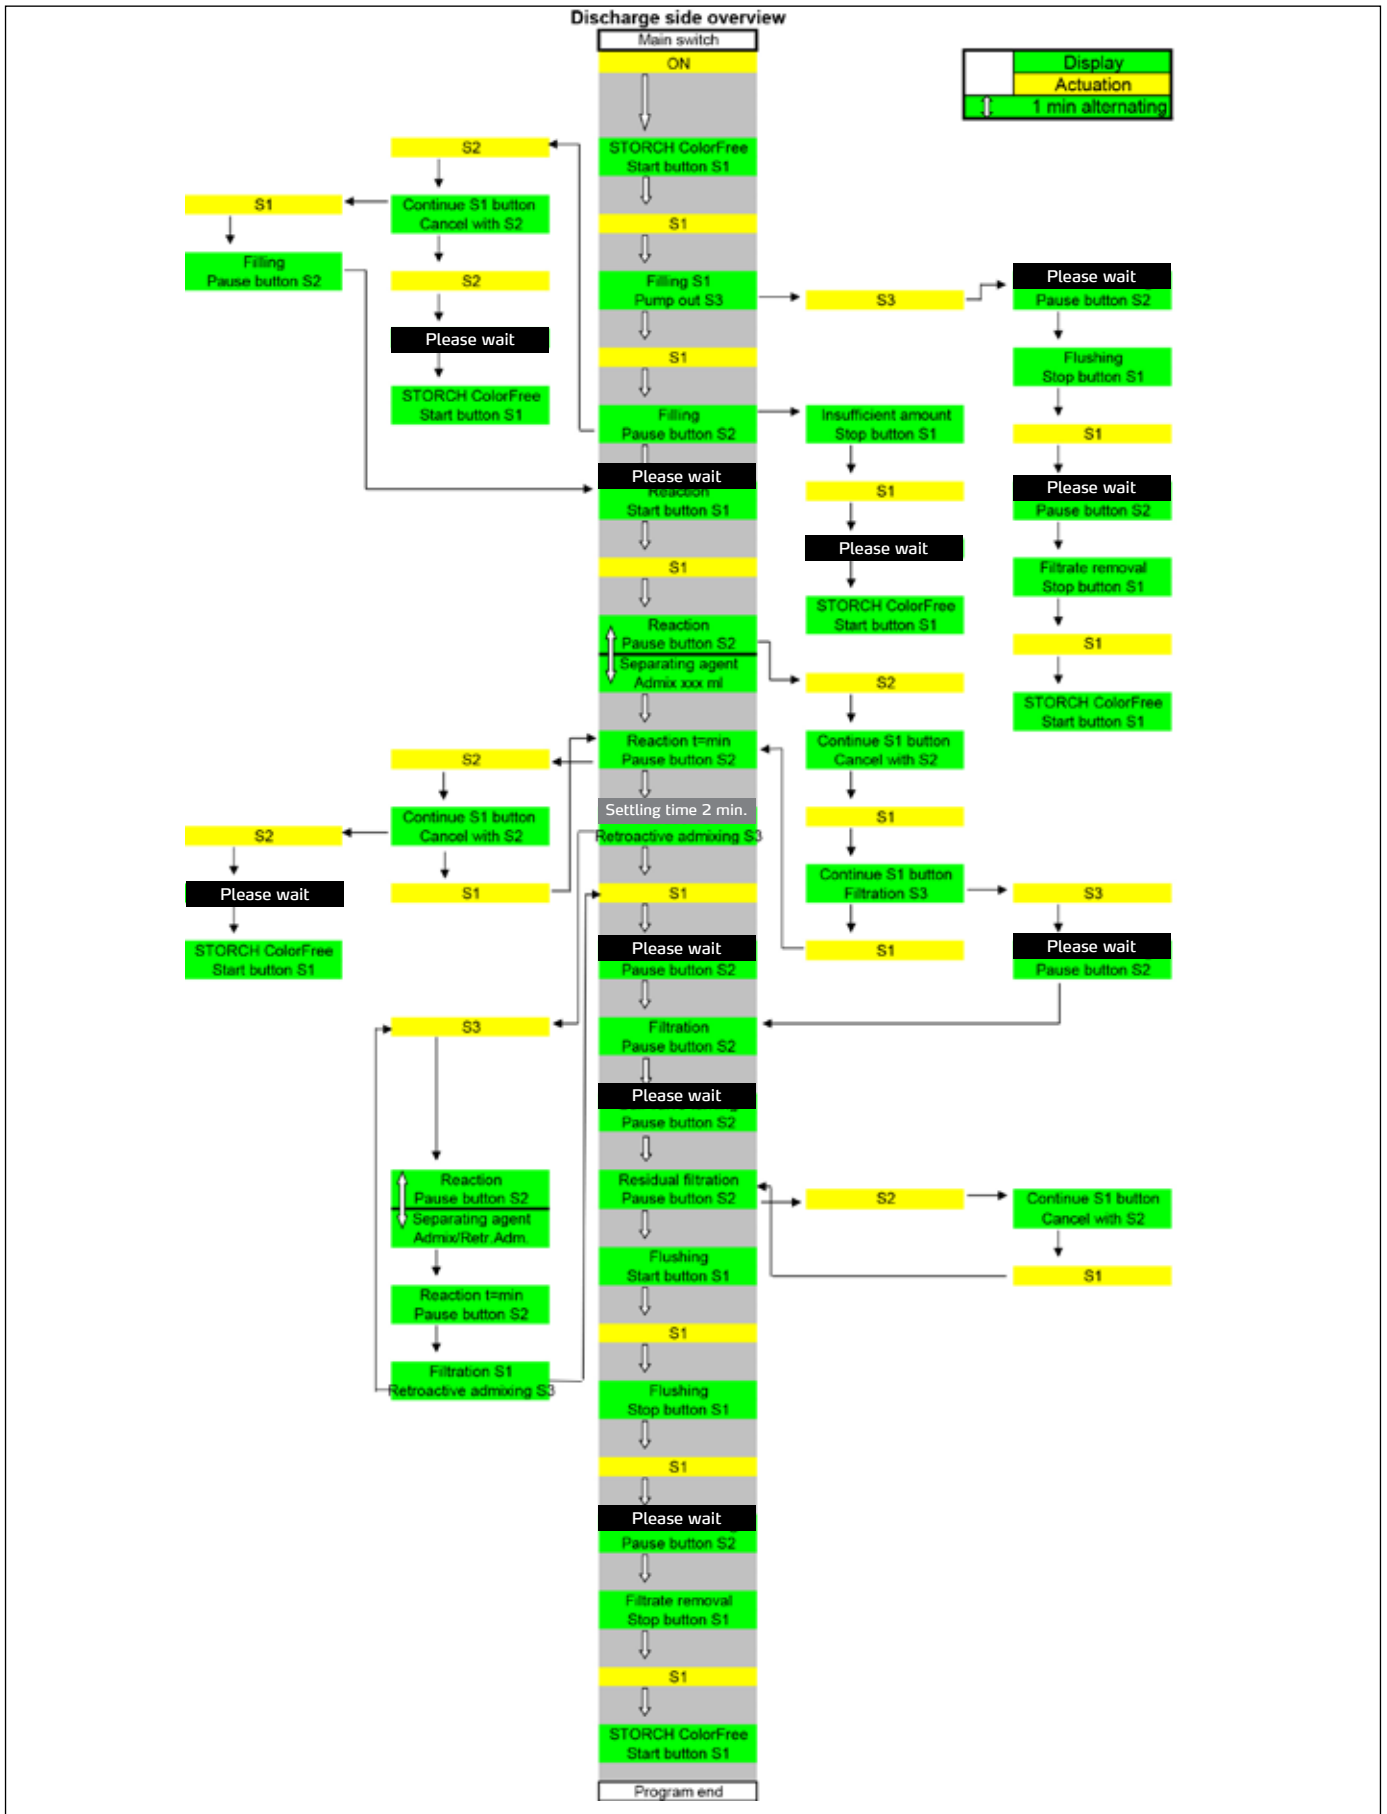 Discharge side overview
Main switch
ON
Display
Actuation
1 min alternating
STORCH ColorFree
Start button S1
S1
Filling S1
Pump out S3
S1
Filling
Pause button S2
Please wait
Reaction
Start button S1
S1
Reaction
Pause button S2
Separating agent
Admix xxx ml
Reaction t=min
Pause button S2
Settling time 2 min.
Retroactive admixing S3
S1
Please wait
Pause button S2
Filtration
Pause button S2
Please wait
Pause button S2
Residual filtration
Pause button S2
Flushing
Start button S1
S1
Flushing
Stop button S1
S1
Please wait
Pause button S2
Filtrate removal
Stop button S1
S1
STORCH ColorFree
Start button S1
Program end
S2
Continue S1 button
Cancel with S2
S1
Filling
Pause button S2
S2
Please wait
STORCH ColorFree
Start button S1
S3
Please wait
Pause button S2
Flushing
Stop button S1
S1
Please wait
Pause button S2
Filtrate removal
Stop button S1
S1
STORCH ColorFree
Start button S1
Insufficient amount
Stop button S1
S1
Please wait
STORCH ColorFree
Start button S1
S2
Continue S1 button
Cancel with S2
S1
Continue S1 button
Filtration S3
S1
S3
Please wait
Pause button S2
S2
Continue S1 button
Cancel with S2
S2
Please wait
STORCH ColorFree
Start button S1
S1
S3
Reaction
Pause button S2
Separating agent
Admix/Retr.Adm.
Reaction t=min
Pause button S2
Filtration S1
Retroactive admixing S3
S2
Continue S1 button
Cancel with S2
S1